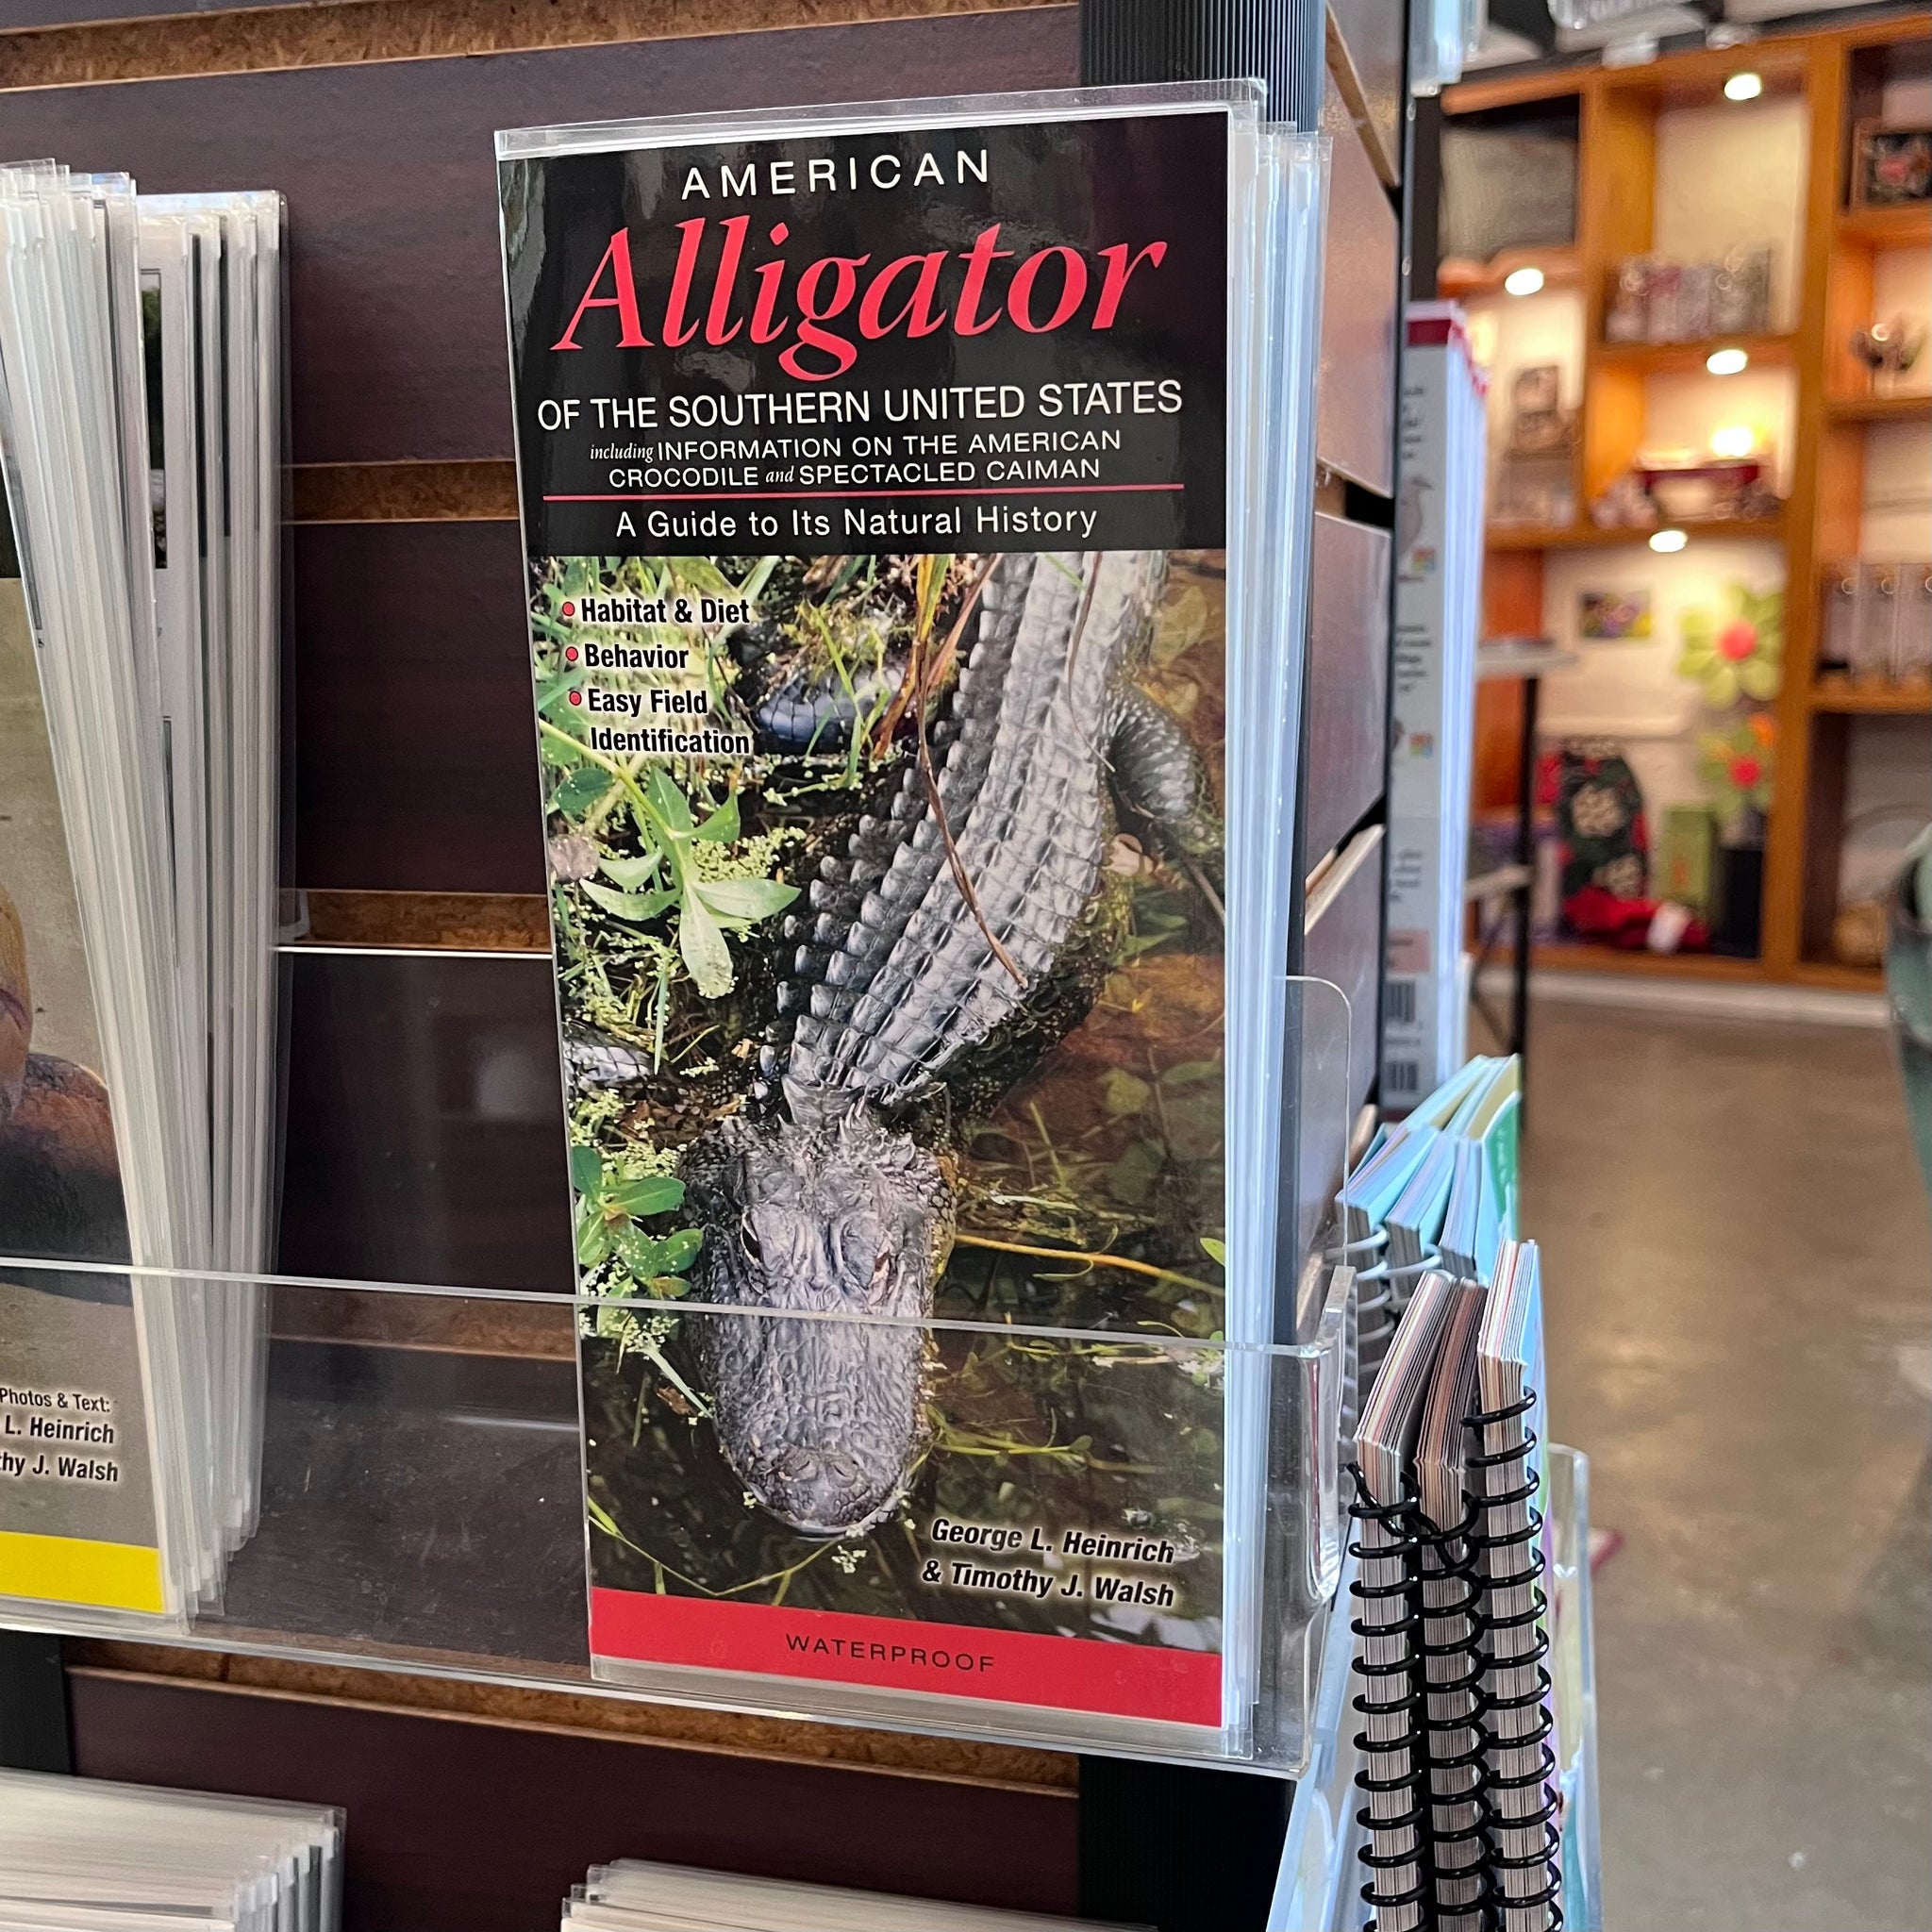 AMERICAN
Alligator
OF THE SOUTHERN UNITED STATES
including INFORMATION ON THE AMERICAN
CROCODILE and SPECTACLED CAIMAN
A Guide to Its Natural History
• Habitat & Diet
• Behavior
• Easy Field
Identification
George L. Heinrich
& Timothy J. Walsh
WATERPROOF
Photos & Text:
L. Heinrich
thy J. Walsh